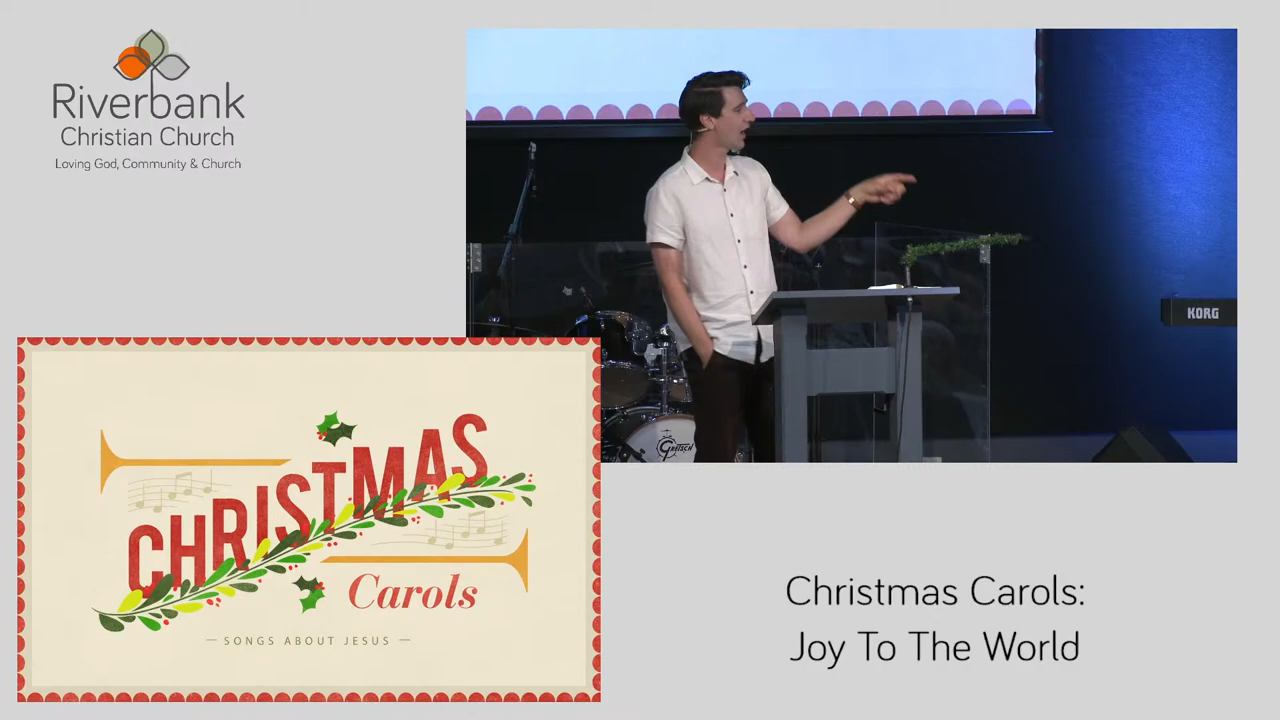 Riverbank
Christian Church
Loving God, Community & Church
KORG
GRETSCH
CHRISTMAS
Carols
— SONGS ABOUT JESUS —
Christmas Carols:
Joy To The World